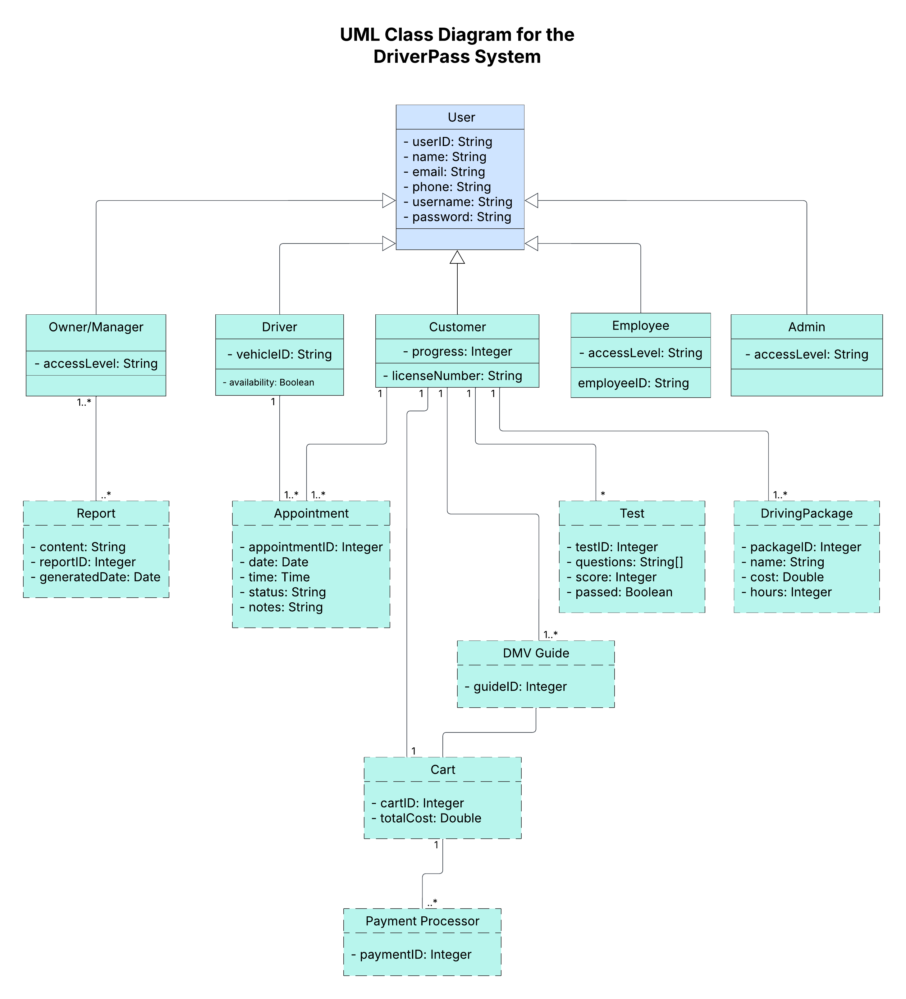 UML Class Diagram for the
DriverPass System
User
- userID: String
- name: String
- email: String
- phone: String
- username: String
- password: String
Owner/Manager
- accessLevel: String
Driver
- vehicleID: String
- availability: Boolean
Customer
- progress: Integer
- licenseNumber: String
Employee
- accessLevel: String
employeeID: String
Admin
- accessLevel: String
1..*
1
1
1
1
1
1
..*
1..*
1..*
*
1..*
Report
- content: String
- reportID: Integer
- generatedDate: Date
Appointment
- appointmentID: Integer
- date: Date
- time: Time
- status: String
- notes: String
Test
- testID: Integer
- questions: String[]
- score: Integer
- passed: Boolean
DrivingPackage
- packageID: Integer
- name: String
- cost: Double
- hours: Integer
1..*
DMV Guide
- guideID: Integer
1
Cart
- cartID: Integer
- totalCost: Double
1
..*
Payment Processor
- paymentID: Integer